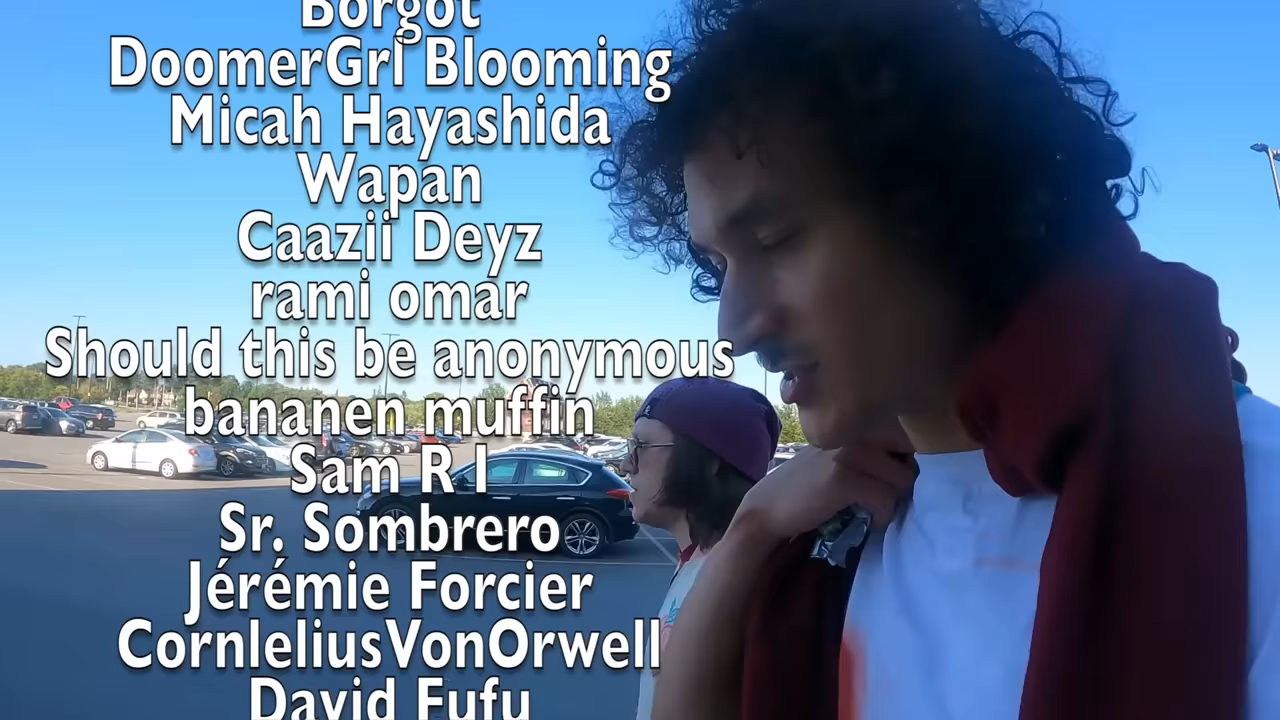 Borgot
DoomerGrl Blooming
Micah Hayashida
Wapan
Caazii Deyz
rami omar
Should this be anonymous
bananen muffin
Sam R I
Sr. Sombrero
Jérémie Forcier
CornleliusVonOrwell
David Fufu